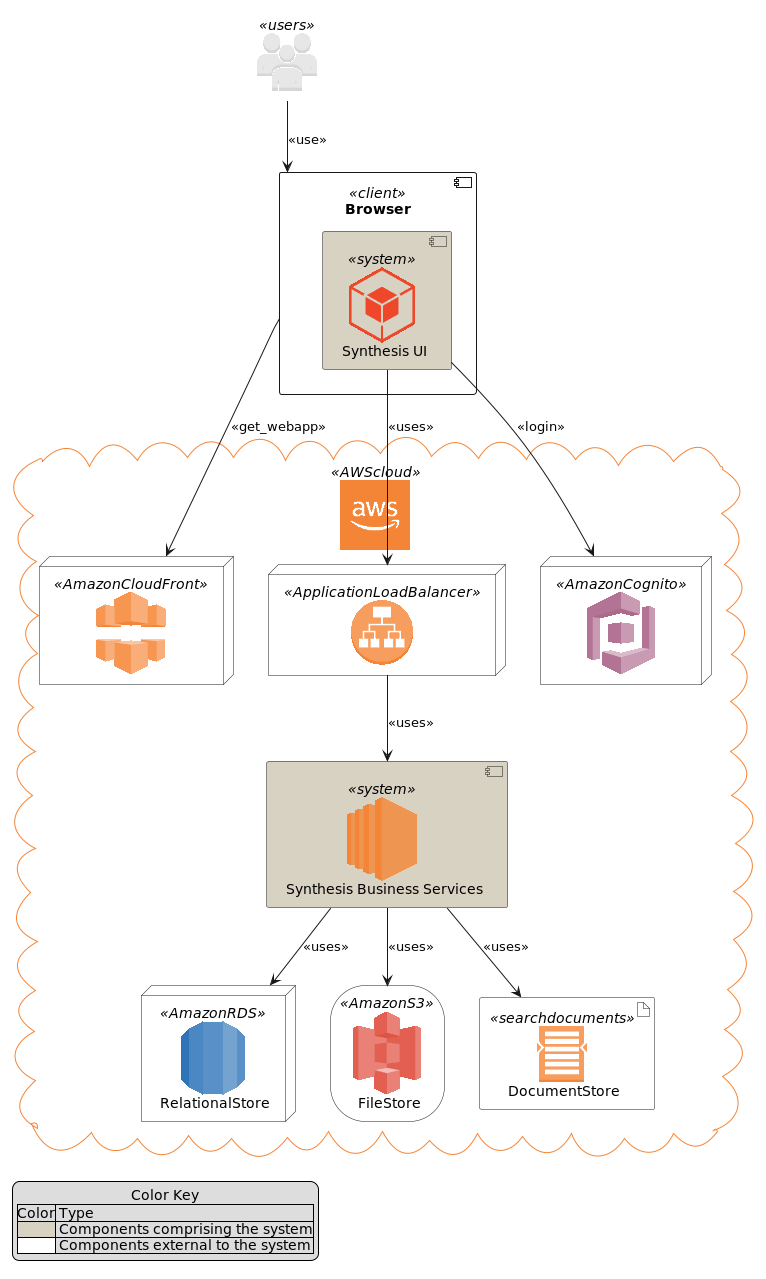 «users»
«use»
«client»
Browser
«system»
Synthesis UI
«get_webapp»
«uses»
«login»
«AWScloud»
aws
«AmazonCloudFront»
«ApplicationLoadBalancer»
«AmazonCognito»
«uses»
«system»
Synthesis Business Services
«uses»
«uses»
«uses»
«AmazonRDS»
RelationalStore
«AmazonS3»
FileStore
«searchdocuments»
DocumentStore
Color Key
Color Type
Components comprising the system
Components external to the system